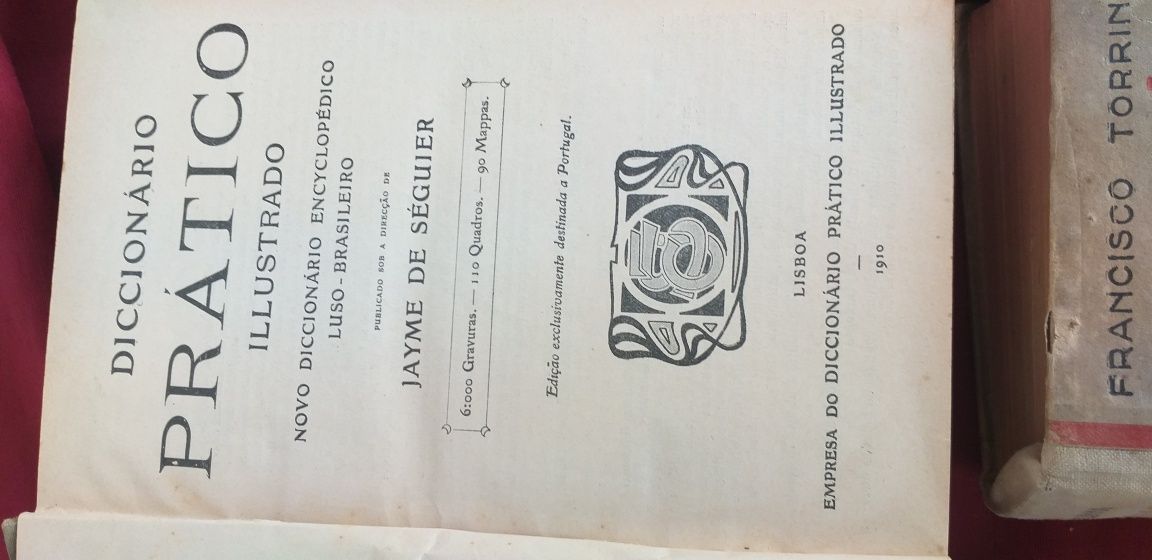 DICCIONÁRIO
PRÁTICO
ILLUSTRADO
NOVO DICCIONÁRIO ENCYCLOPÉDICO
LUSO-BRASILEIRO
PUBLICADO SOB A DIRECÇÃO DE
JAYME DE SÉGUIER
6:000 Gravuras. — 110 Quadros. — 90 Mappas.
Edição exclusivamente destinada a Portugal.
LISBOA
EMPRESA DO DICCIONÁRIO PRÁTICO ILLUSTRADO
—
1910
FRANCISCO TORRIN